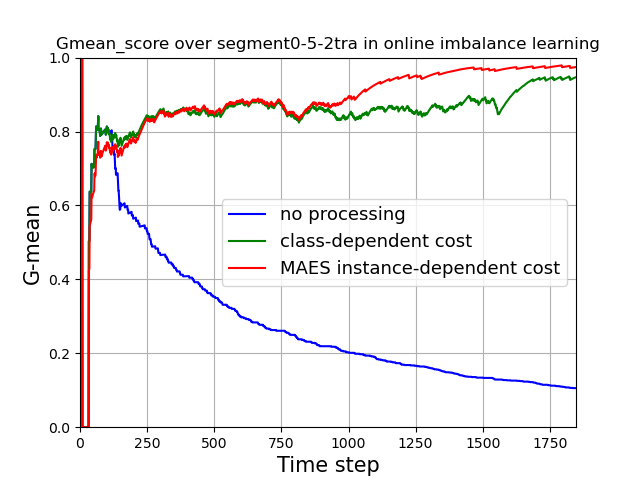 Gmean_score over segment0-5-2tra in online imbalance learning
G-mean
1.0
0.8
0.6
0.4
0.2
0.0
no processing
class-dependent cost
MAES instance-dependent cost
0 250 500 750 1000 1250 1500 1750
Time step